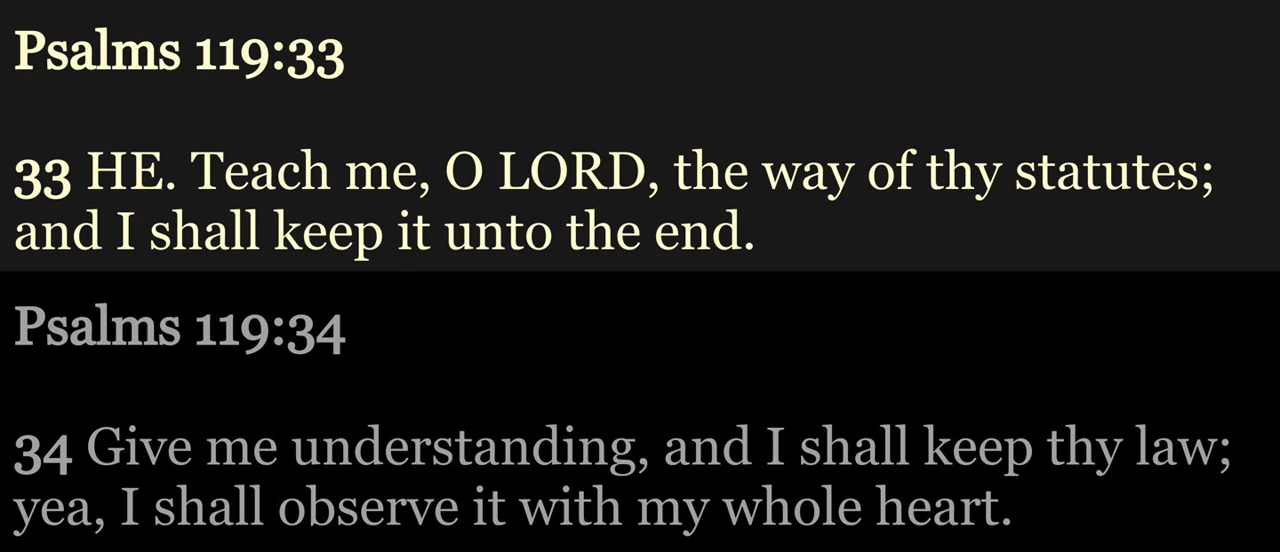 Psalms 119:33
33 HE. Teach me, O LORD, the way of thy statutes;
and I shall keep it unto the end.
Psalms 119:34
34 Give me understanding, and I shall keep thy law;
yea, I shall observe it with my whole heart.